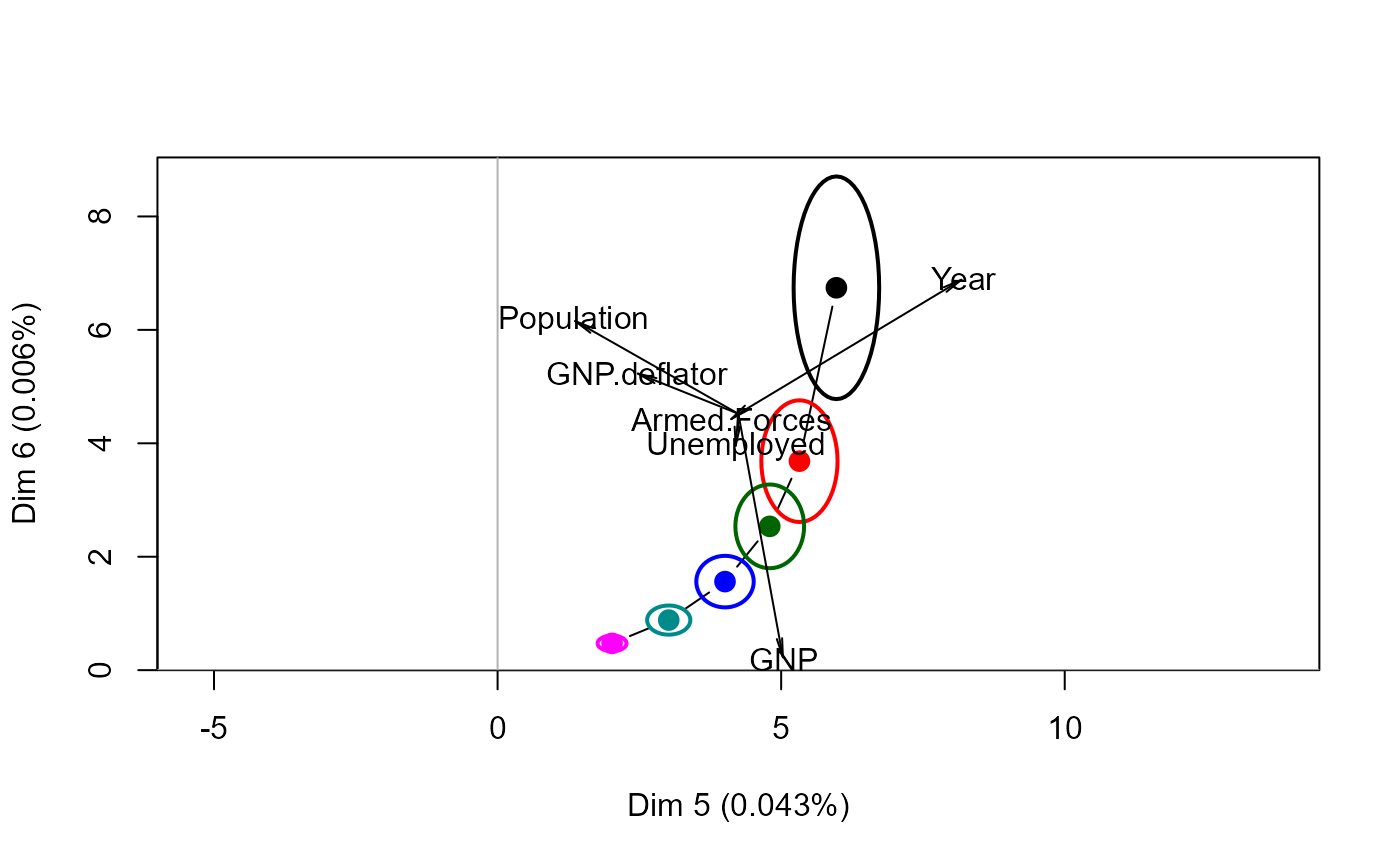 8
6
4
2
0
Year
Population
GNP.deflator
Armed.Forces
Unemployed
GNP
-5
0
5
10
Dim 5 (0.043%)
Dim 6 (0.006%)